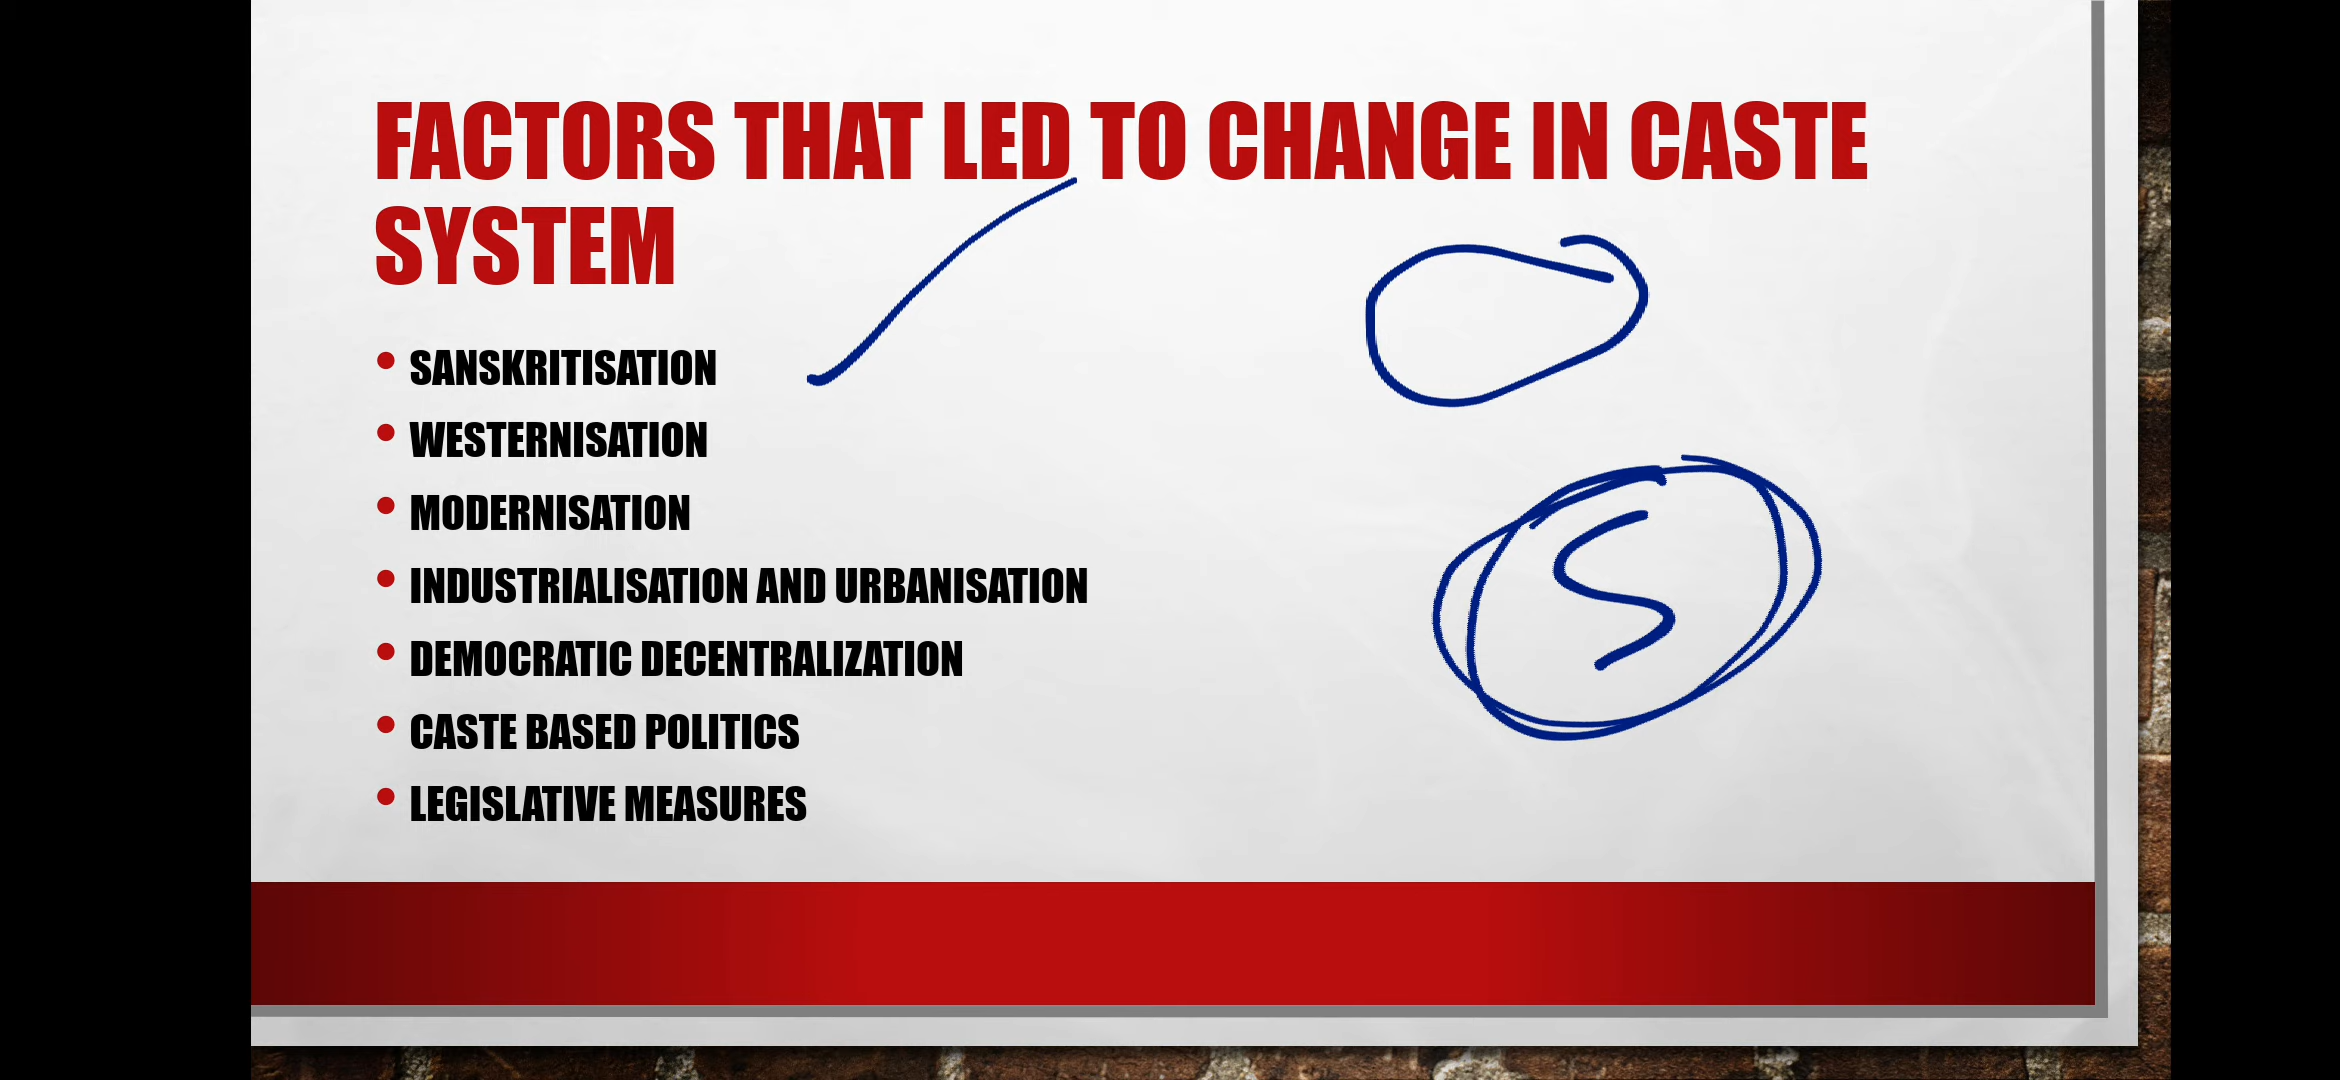 FACTORS THAT LED TO CHANGE IN CASTE
SYSTEM
• SANSKRITISATION
• WESTERNISATION
• MODERNISATION
• INDUSTRIALISATION AND URBANISATION
• DEMOCRATIC DECENTRALIZATION
• CASTE BASED POLITICS
• LEGISLATIVE MEASURES
S